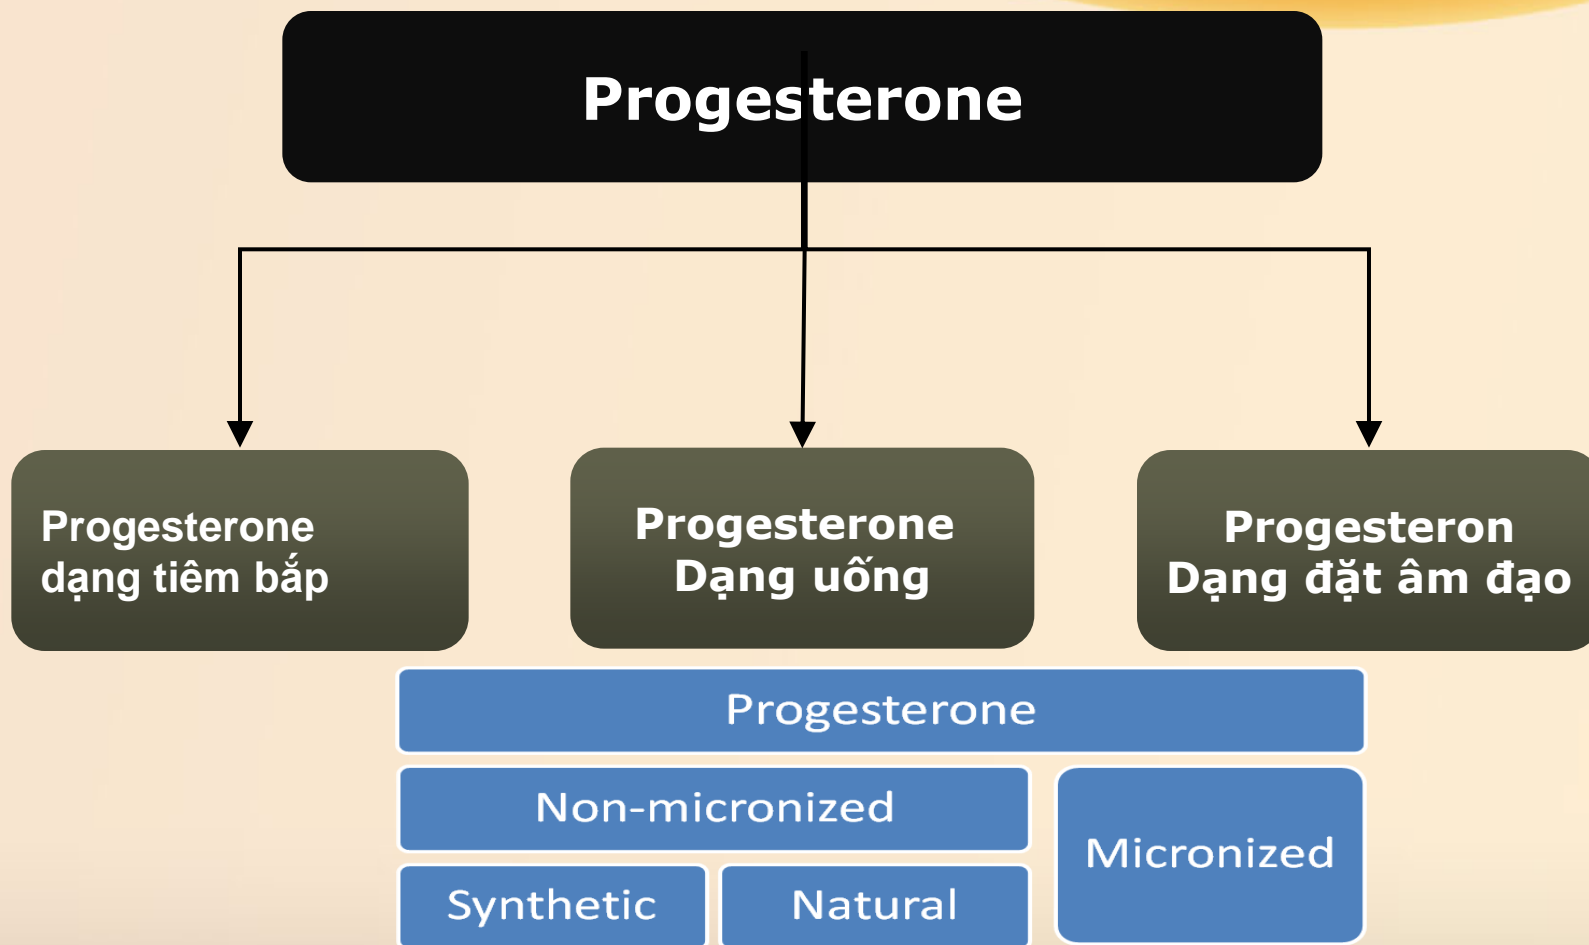 Progesterone
Progesterone
dạng tiêm bắp
Progesterone
Dạng uống
Progesteron
Dạng đặt âm đạo
Progesterone
Non-micronized
Micronized
Synthetic
Natural